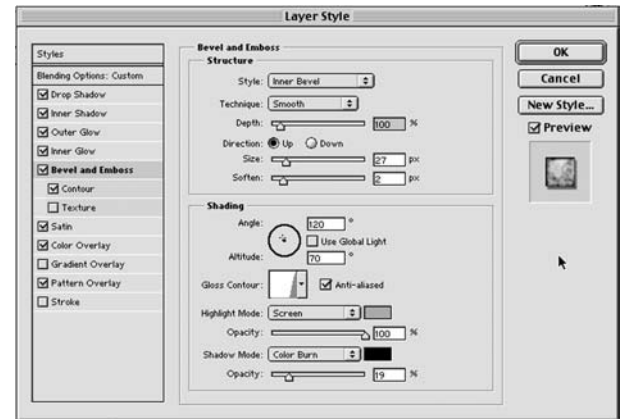 Layer Style
Styles
Blending Options: Custom
Drop Shadow
Inner Shadow
Outer Glow
Inner Glow
Bevel and Emboss
Contour
Texture
Satin
Color Overlay
Gradient Overlay
Pattern Overlay
Stroke
Bevel and Emboss
Structure
Style: Inner Bevel
Technique: Smooth
Depth: 100 %
Direction: Up Down
Size: 27 px
Soften: 2 px
Shading
Angle: 120 °
Use Global Light
Altitude: 70 °
Gloss Contour: Anti-aliased
Highlight Mode: Screen
Opacity: 100 %
Shadow Mode: Color Burn
Opacity: 19 %
OK
Cancel
New Style...
Preview